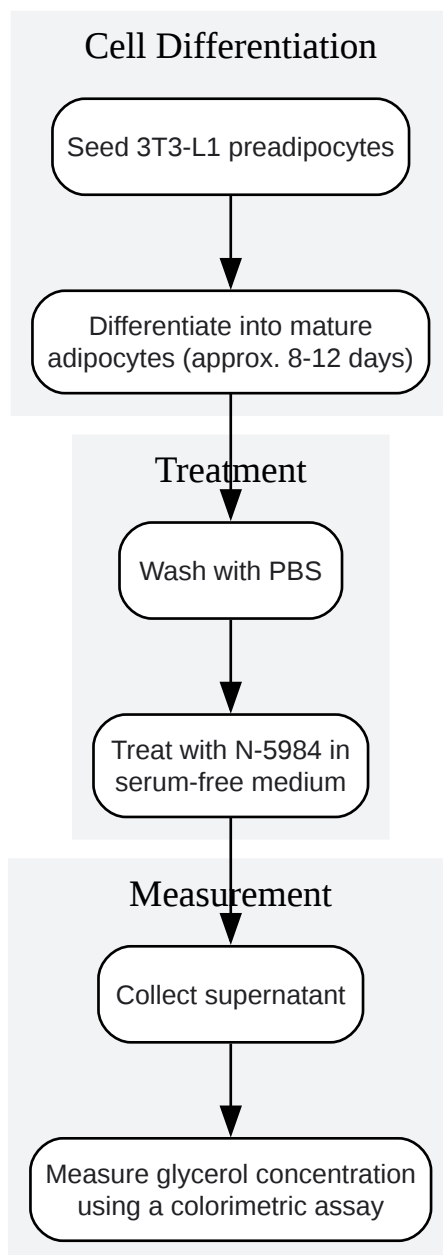 Cell Differentiation
Seed 3T3-L1 preadipocytes
Differentiate into mature
adipocytes (approx. 8-12 days)
Treatment
Wash with PBS
Treat with N-5984 in
serum-free medium
Measurement
Collect supernatant
Measure glycerol concentration
using a colorimetric assay